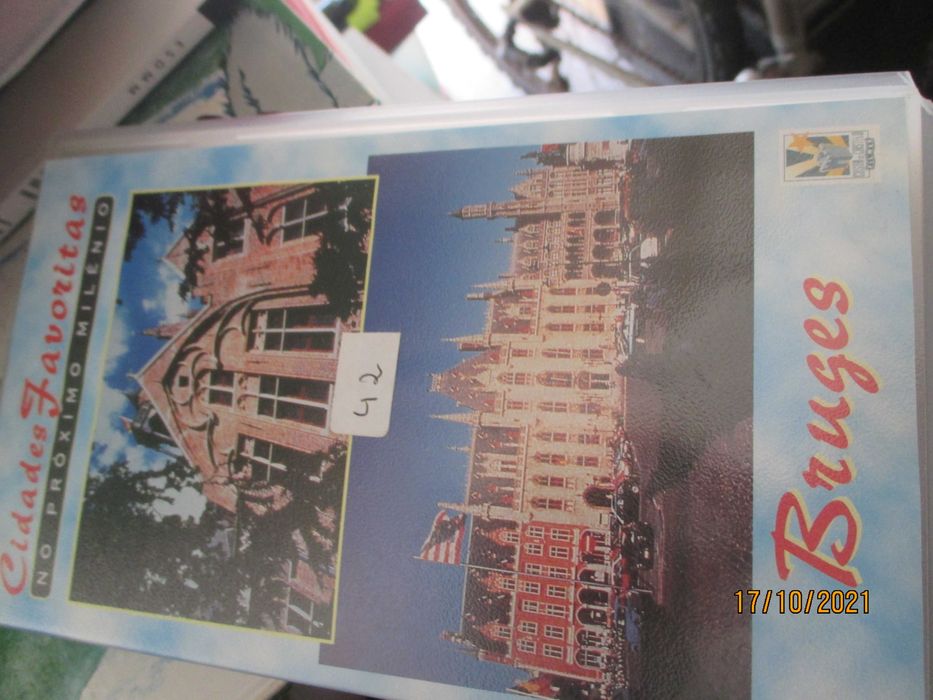 Cidades Favoritas
NO PRÓXIMO MILÉNIO
42
Bruges
17/10/2021